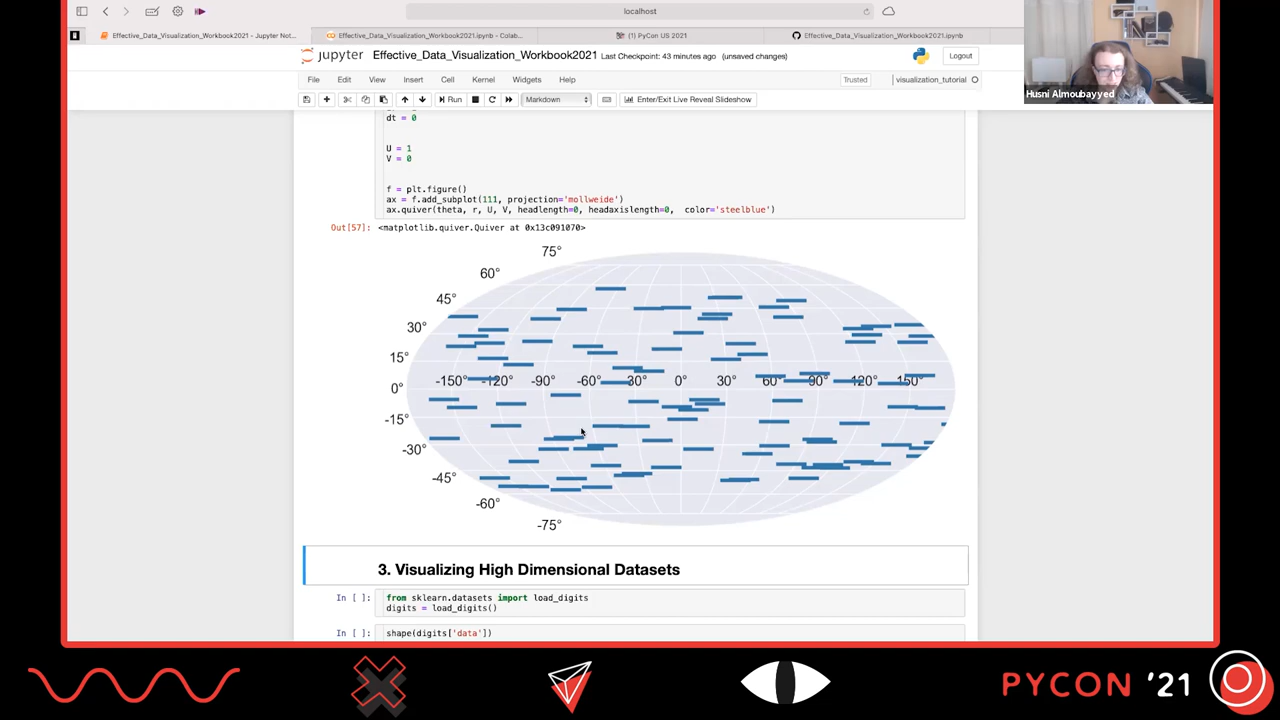 localhost
Effective_Data_Visualization_Workbook2021 - Jupyter Not...
Effective_Data_Visualization_Workbook2021.ipynb - Colab...
(1) PyCon US 2021
Effective_Data_Visualization_Workbook2021.ipynb
jupyter Effective_Data_Visualization_Workbook2021 Last Checkpoint: 43 minutes ago (unsaved changes)
Logout
File Edit View Insert Cell Kernel Widgets Help
Trusted
visualization_tutorial
Run
Markdown
Enter/Exit Live Reveal Slideshow
Husni Almoubayyed
dt = 0
U = 1
V = 0
f = plt.figure()
ax = f.add_subplot(111, projection='mollweide')
ax.quiver(theta, r, U, V, headlength=0, headaxislength=0, color='steelblue')
Out[57]: <matplotlib.quiver.Quiver at 0x13c091070>
75°
60°
45°
30°
15°
0°
-150° -120° -90° -60° -30° 0° 30° 60° 90° 120° 150°
-15°
-30°
-45°
-60°
-75°
3. Visualizing High Dimensional Datasets
In [ ]: from sklearn.datasets import load_digits
digits = load_digits()
In [ ]: shape(digits['data'])
PYCON '21